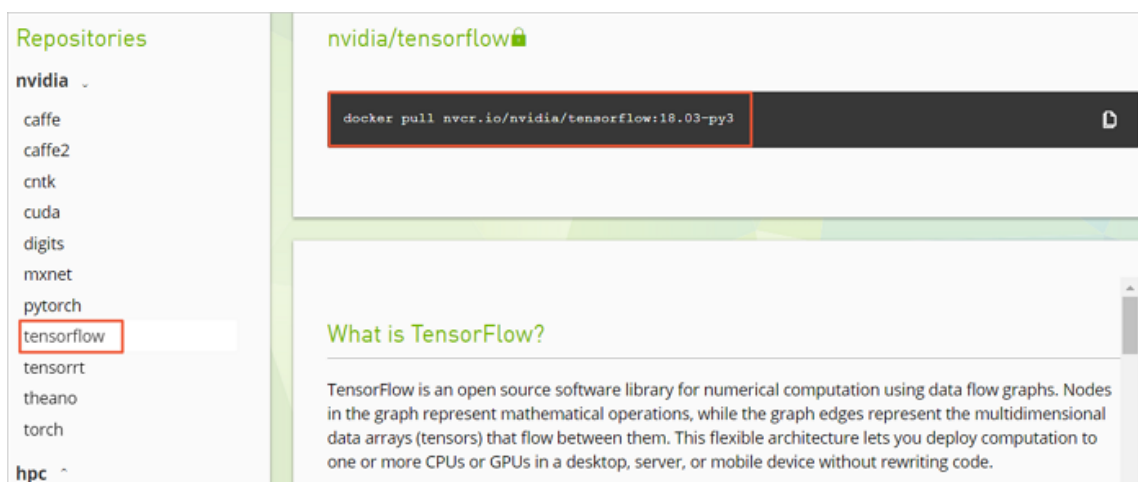 Repositories
nvidia
caffe
caffe2
cntk
cuda
digits
mxnet
pytorch
tensorflow
tensorrt
theano
torch
hpc
nvidia/tensorflow
docker pull nvcr.io/nvidia/tensorflow:18.03-py3
What is TensorFlow?
TensorFlow is an open source software library for numerical computation using data flow graphs. Nodes
in the graph represent mathematical operations, while the graph edges represent the multidimensional
data arrays (tensors) that flow between them. This flexible architecture lets you deploy computation to
one or more CPUs or GPUs in a desktop, server, or mobile device without rewriting code.